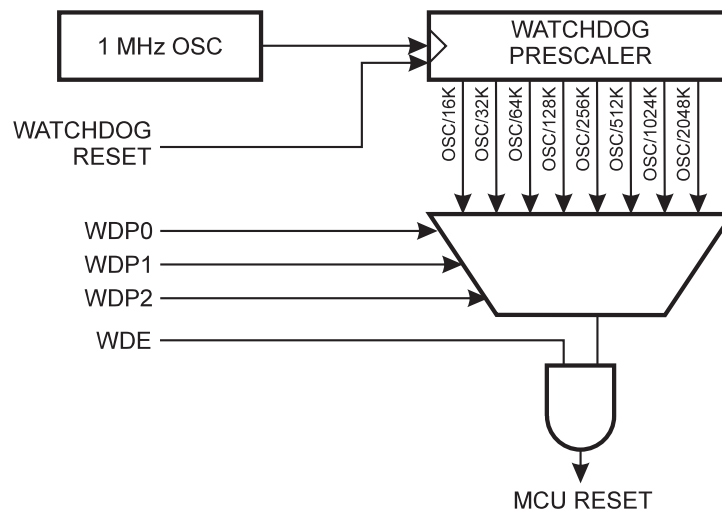 1 MHz OSC
WATCHDOG
PRESCALER
WATCHDOG
RESET
OSC/16K
OSC/32K
OSC/64K
OSC/128K
OSC/256K
OSC/512K
OSC/1024K
OSC/2048K
WDP0
WDP1
WDP2
WDE
MCU RESET